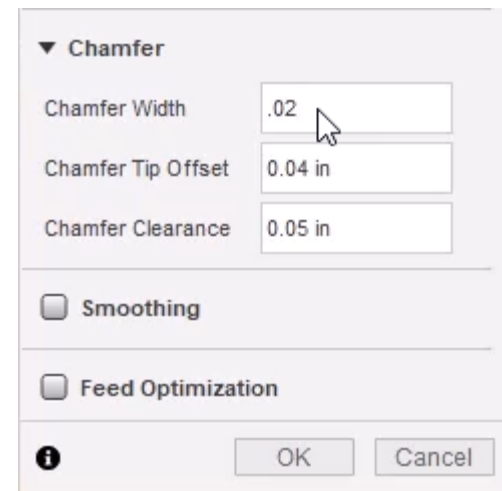 Chamfer
Chamfer Width .02
Chamfer Tip Offset 0.04 in
Chamfer Clearance 0.05 in
Smoothing
Feed Optimization
OK Cancel